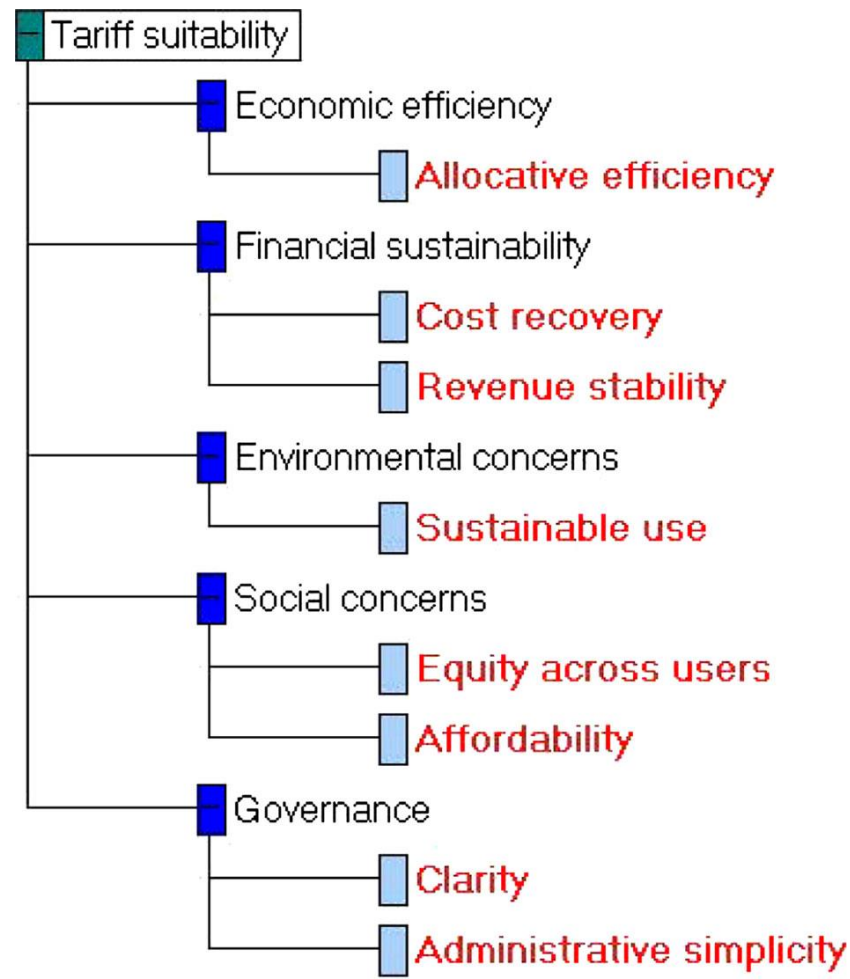 Tariff suitability
Economic efficiency
Allocative efficiency
Financial sustainability
Cost recovery
Revenue stability
Environmental concerns
Sustainable use
Social concerns
Equity across users
Affordability
Governance
Clarity
Administrative simplicity